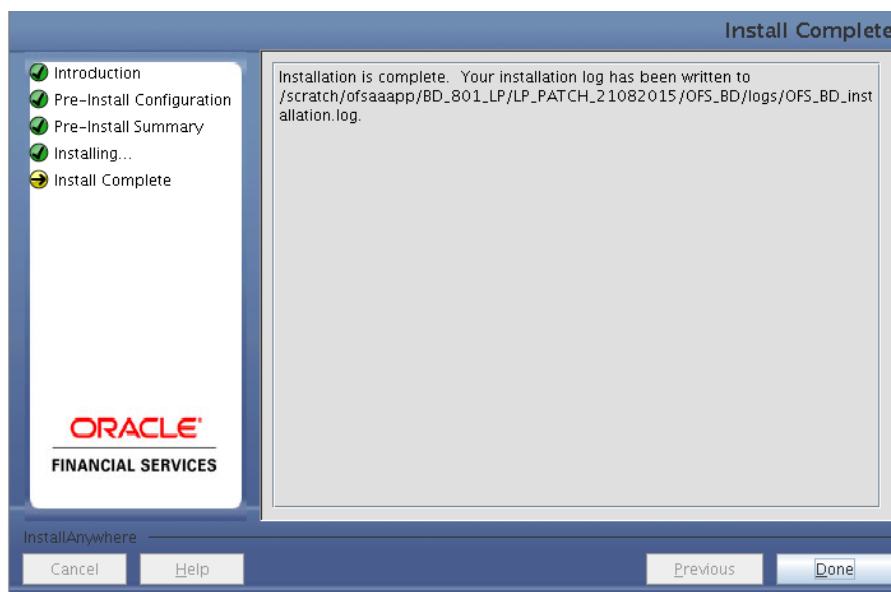 Install Complete
Introduction
Pre-Install Configuration
Pre-Install Summary
Installing...
Install Complete
Installation is complete. Your installation log has been written to
/scratch/ofsaaapp/BD_801_LP/LP_PATCH_21082015/OFS_BD/logs/OFS_BD_inst
allation.log.
ORACLE'
FINANCIAL SERVICES
InstallAnywhere
Cancel Help Previous Done